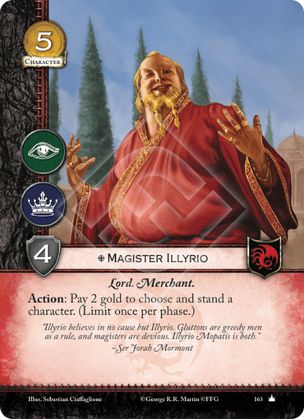 5
CHARACTER
4
Magister Illyrio
Lord. Merchant.
Action: Pay 2 gold to choose and stand a
character. (Limit once per phase.)
Illyrio believes in no cause but Illyrio. Gluttons are greedy men
as a rule, and magisters are devious. Illyrio Mopatis is both."
–Ser Jorah Mormont
Illus. Sebastian Ciaffaglione
©George R.R. Martin ©FFG
163